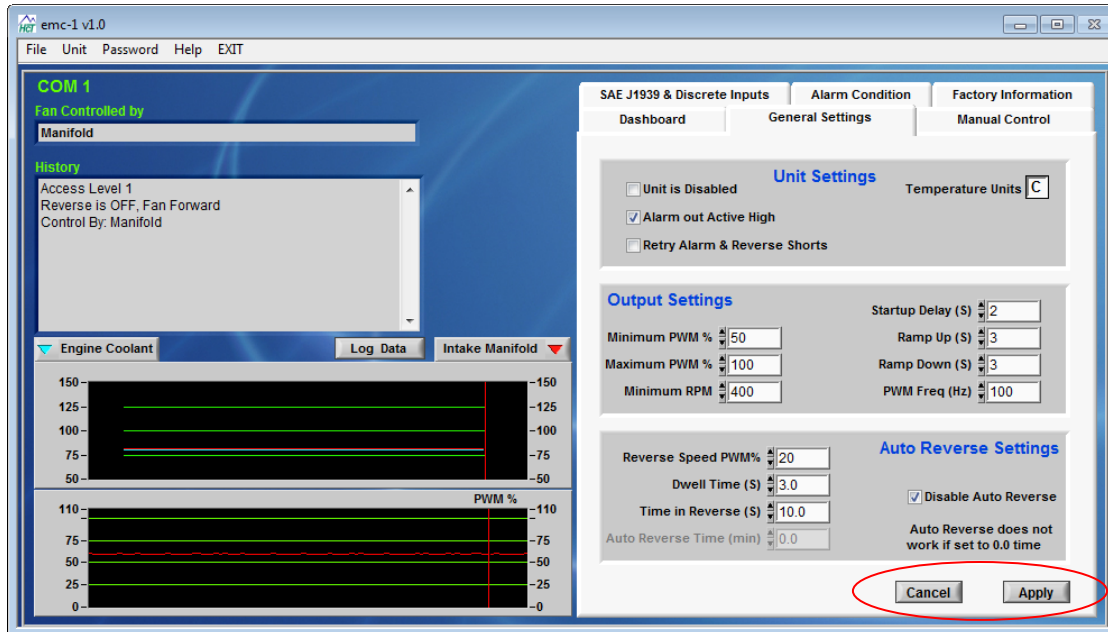 HCT emc-1 v1.0
File Unit Password Help EXIT
COM 1
Fan Controlled by
Manifold
History
Access Level 1
Reverse is OFF, Fan Forward
Control By: Manifold
Engine Coolant
Log Data
Intake Manifold
150 150
125 125
100 100
75 75
50 50
PWM %
110 110
75 75
50 50
25 25
0 0
SAE J1939 & Discrete Inputs
Alarm Condition
Factory Information
Dashboard
General Settings
Manual Control
Unit Settings
Unit is Disabled
Temperature Units C
Alarm out Active High
Retry Alarm & Reverse Shorts
Output Settings
Minimum PWM % 50
Maximum PWM % 100
Minimum RPM 400
Startup Delay (S) 2
Ramp Up (S) 3
Ramp Down (S) 3
PWM Freq (Hz) 100
Auto Reverse Settings
Reverse Speed PWM% 20
Dwell Time (S) 3.0
Time in Reverse (S) 10.0
Auto Reverse Time (min) 0.0
Disable Auto Reverse
Auto Reverse does not
work if set to 0.0 time
Cancel
Apply